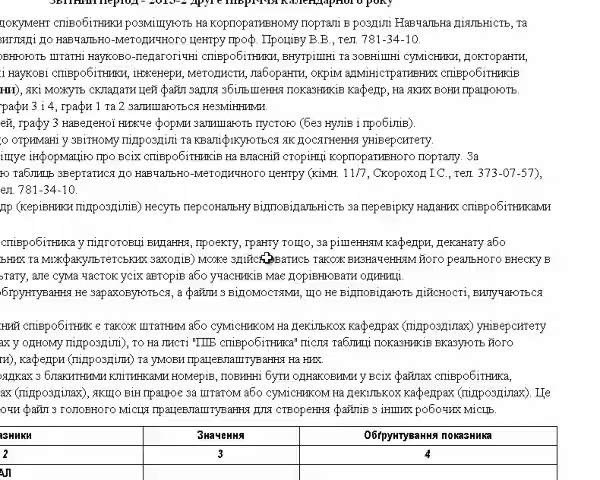 Звітний період - 2013-2 друге півріччя календарного року
документ співобітники розміщують на корпоративному порталі в розділі Навчальна діяльність, та
вигляді до навчально-методичного центру проф. Проціву В.В., тел. 781-34-10.
овнюють штатні науково-педагогічні співробітники, внутрішні та зовнішні сумісники, докторанти,
і наукові співробітники, інженери, методисти, лаборанти, окрім адміністративних співробітників
ни), які можуть складати цей файл задля збільшення показників кафедр, на яких вони працюють.
графи 3 і 4, графи 1 та 2 залишаються незмінними.
ей, графу 3 наведеної нижче форми залишають пустою (без нулів і пробілів).
до отримані у звітному підрозділі та кваліфікуються як досягнення університету.
іщує інформацію про всіх співробітників на власній сторінці корпоративного порталу. За
ю таблиць звертатися до навчально-методичного центру (кімн. 11/7, Скороход І.С., тел. 373-07-57),
ел. 781-34-10.
др (керівники підрозділів) несуть персональну відповідальність за перевірку наданих співробітниками
співробітника у підготовці видання, проекту, гранту тощо, за рішенням кафедри, деканату або
льних та міжфакультетських заходів) може здійснюватись також визначенням його реального внеску в
льтату, але сума часток усіх авторів або учасників має дорівнювати одиниці.
обґрунтування не зараховуються, а файли з відомостями, що не відповідають дійсності, вилучаються
ний співробітник є також штатним або сумісником на декількох кафедрах (підрозділах) університету
ах у одному підрозділі), то на листі "ПІБ співробітника" після таблиці показників вказують його
ти), кафедри (підрозділи) та умови працевлаштування на них.
рядках з блакитними клітинками номерів, повинні бути однаковими у всіх файлах співробітника,
ах (підрозділах), якщо він працює за штатом або сумісником на декількох кафедрах (підрозділах). Це
ючи файл з головного місця працевлаштування для створення файлів з інших робочих місць.
азники Значення Обґрунтування показника
2 3 4
АЛ